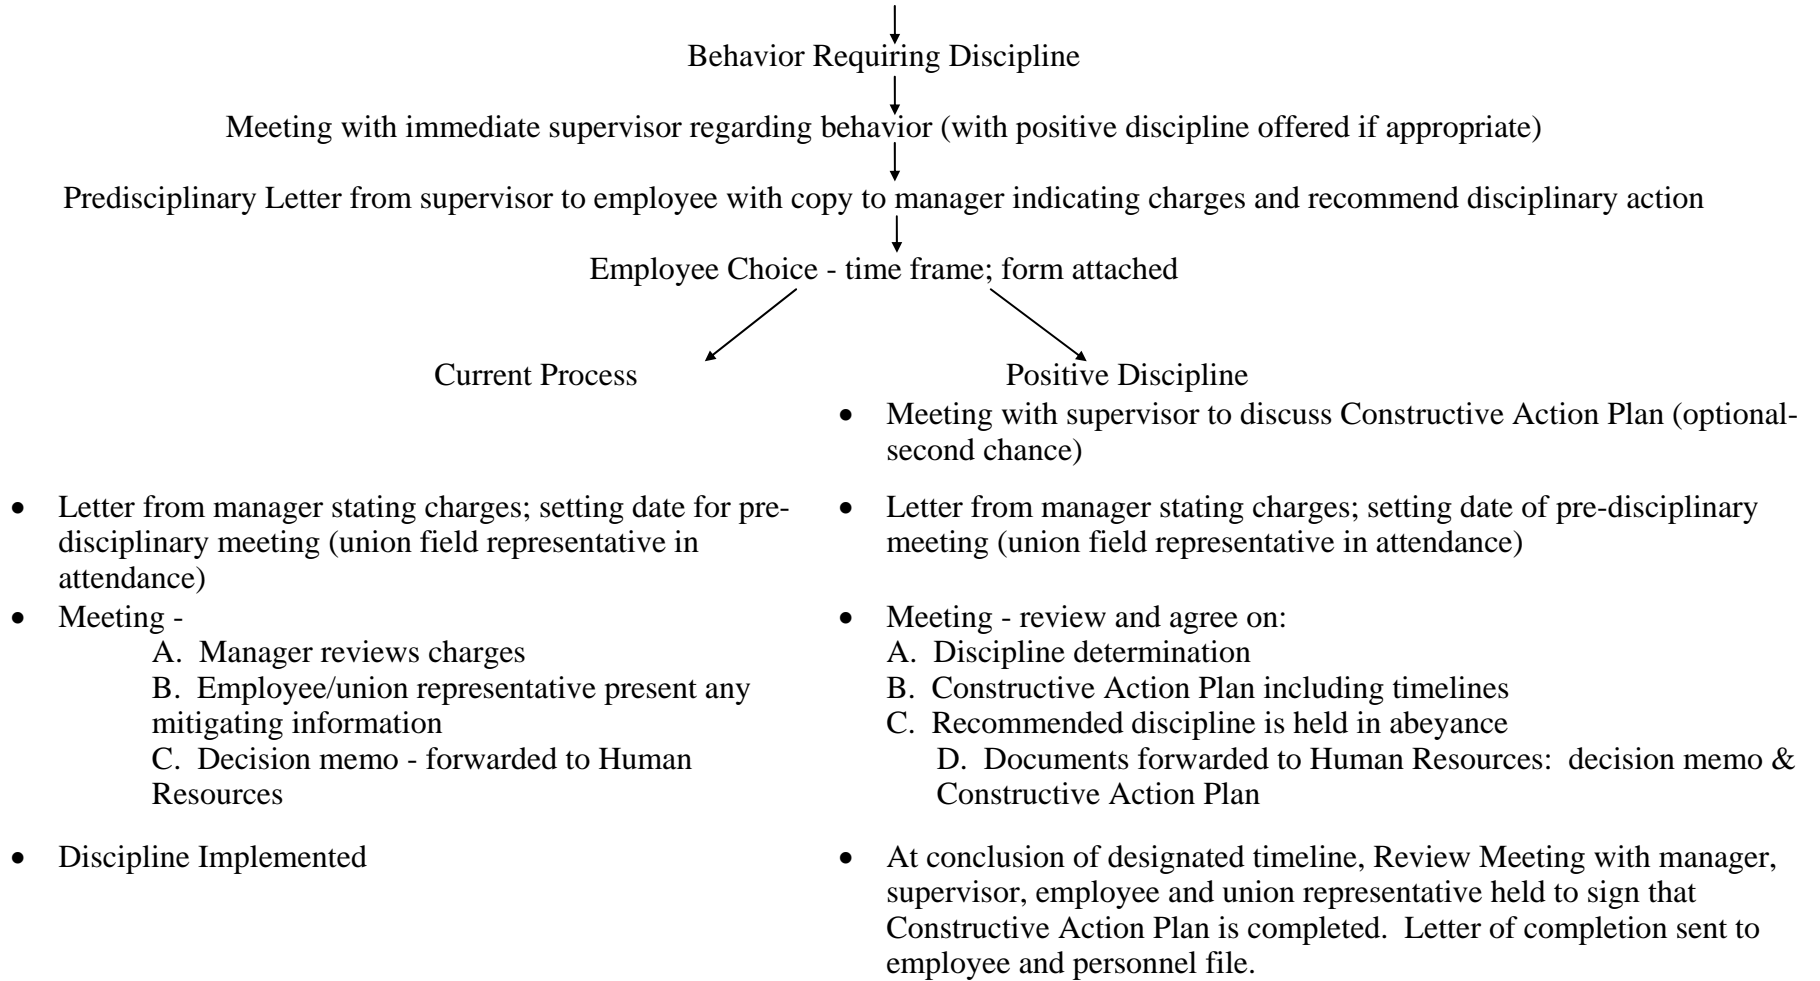 Behavior Requiring Discipline
Meeting with immediate supervisor regarding behavior (with positive discipline offered if appropriate)
Predisciplinary Letter from supervisor to employee with copy to manager indicating charges and recommend disciplinary action
Employee Choice - time frame; form attached
Current Process
• Letter from manager stating charges; setting date for pre-
disciplinary meeting (union field representative in
attendance)
• Meeting -
A. Manager reviews charges
B. Employee/union representative present any
mitigating information
C. Decision memo - forwarded to Human
Resources
• Discipline Implemented
Positive Discipline
• Meeting with supervisor to discuss Constructive Action Plan (optional-
second chance)
• Letter from manager stating charges; setting date of pre-disciplinary
meeting (union field representative in attendance)
• Meeting - review and agree on:
A. Discipline determination
B. Constructive Action Plan including timelines
C. Recommended discipline is held in abeyance
D. Documents forwarded to Human Resources: decision memo &
Constructive Action Plan
• At conclusion of designated timeline, Review Meeting with manager,
supervisor, employee and union representative held to sign that
Constructive Action Plan is completed. Letter of completion sent to
employee and personnel file.